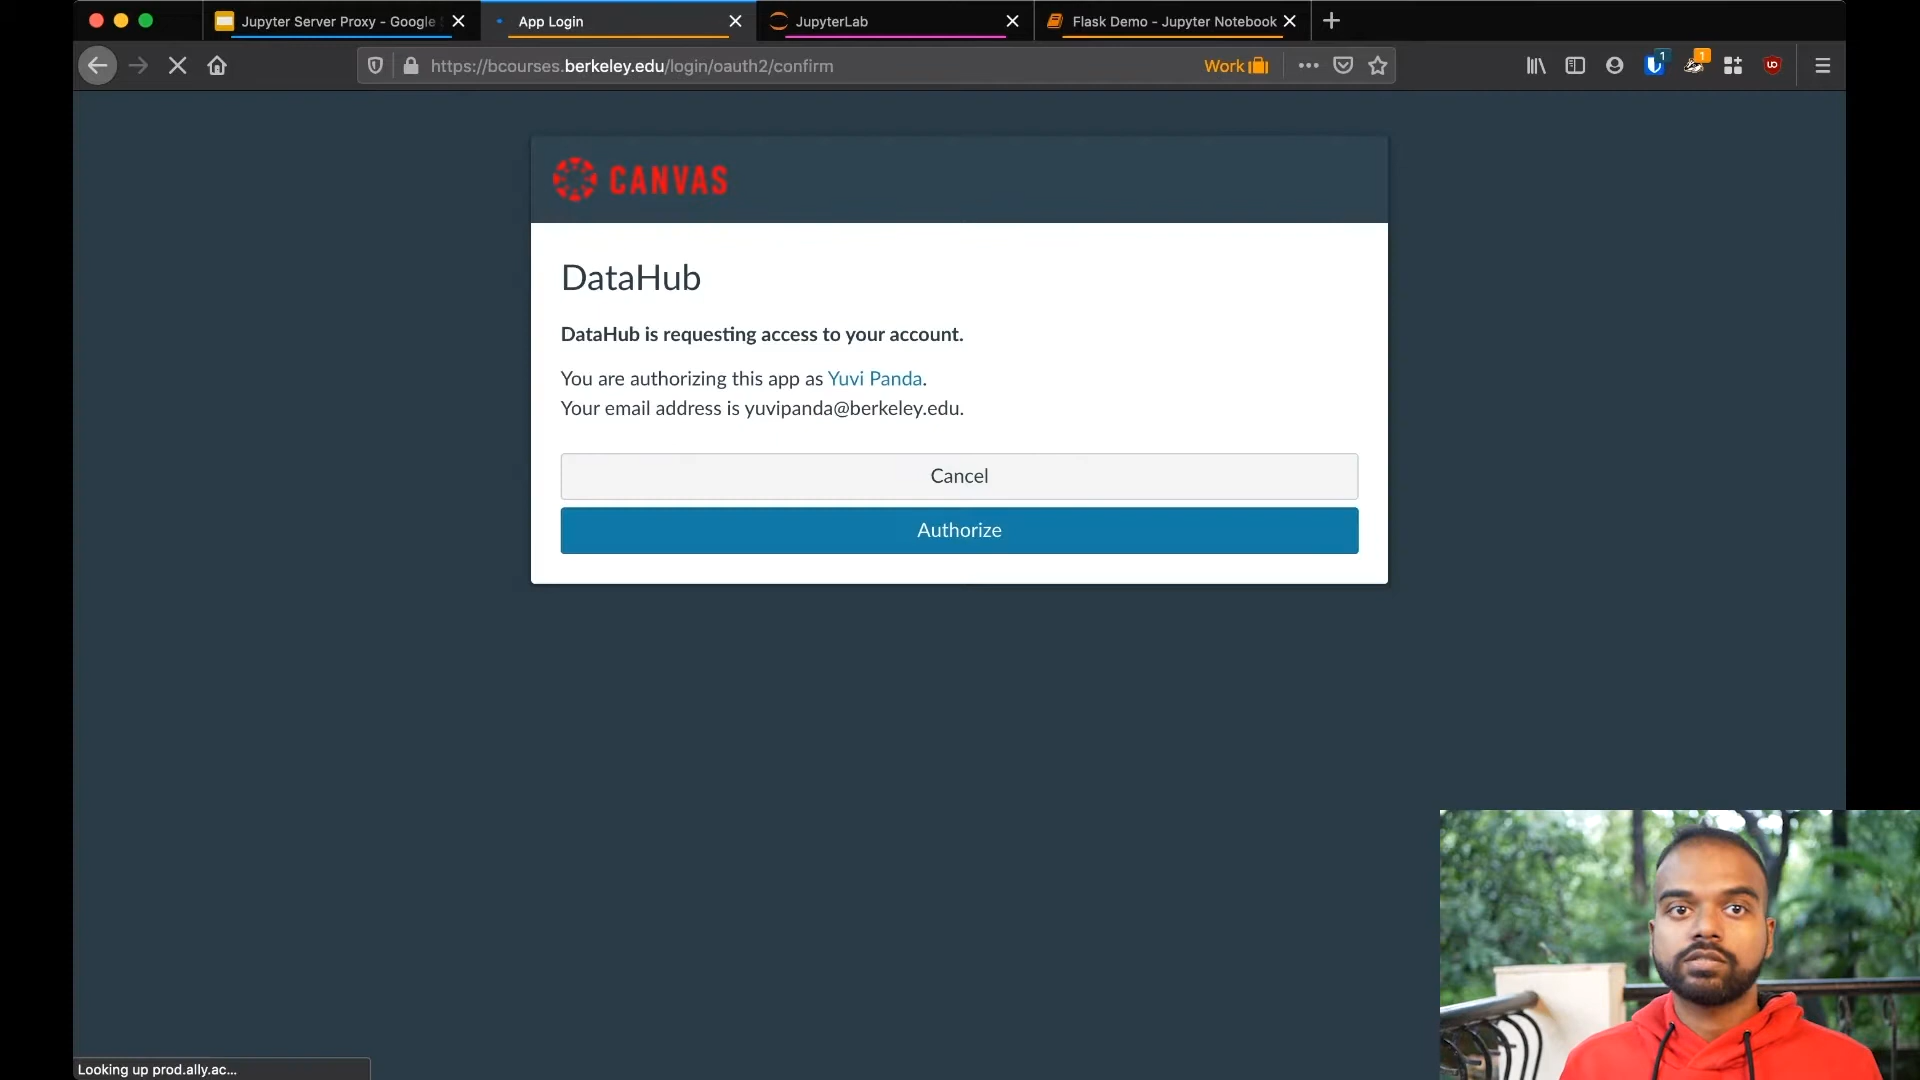 Jupyter Server Proxy - Google
App Login
JupyterLab
Flask Demo - Jupyter Notebook
https://bcourses.berkeley.edu/login/oauth2/confirm
Work
1
1
CANVAS
DataHub
DataHub is requesting access to your account.
You are authorizing this app as Yuvi Panda.
Your email address is yuvipanda@berkeley.edu.
Cancel
Authorize
Looking up prod.ally.ac...